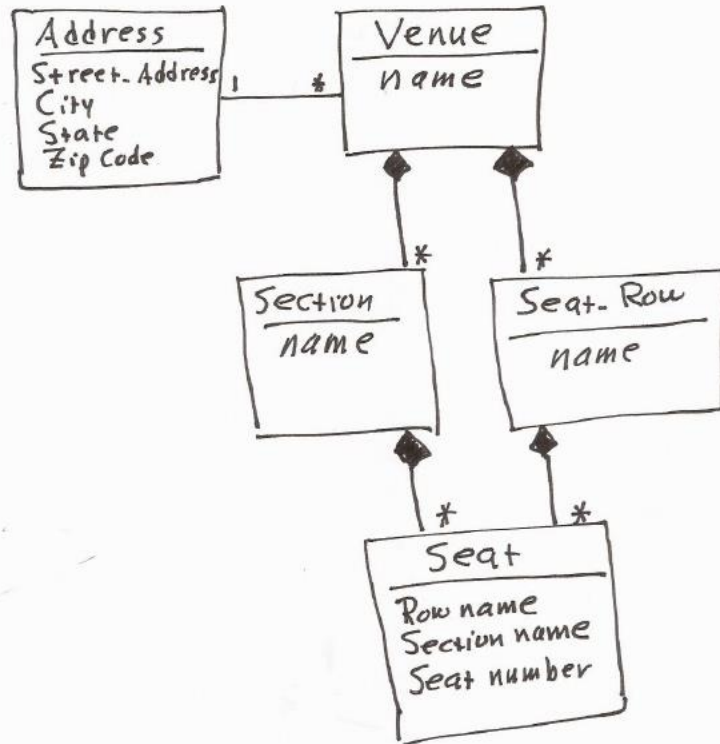 Address
Street_Address
City
State
Zip Code
1
*
Venue
name
*
*
Section
name
Seat_Row
name
*
*
Seat
Row name
Section name
Seat number